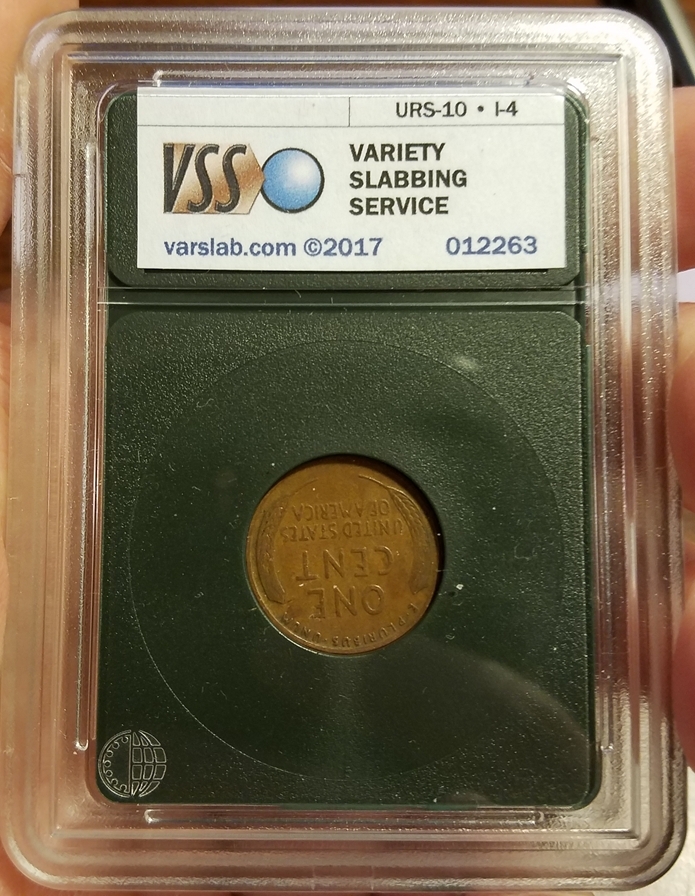 URS-10 • I-4
VSS
VARIETY
SLABBING
SERVICE
varslab.com ©2017 012263
E·PLURIBUS·UNUM
ONE
CENT
UNITED STATES
OF AMERICA